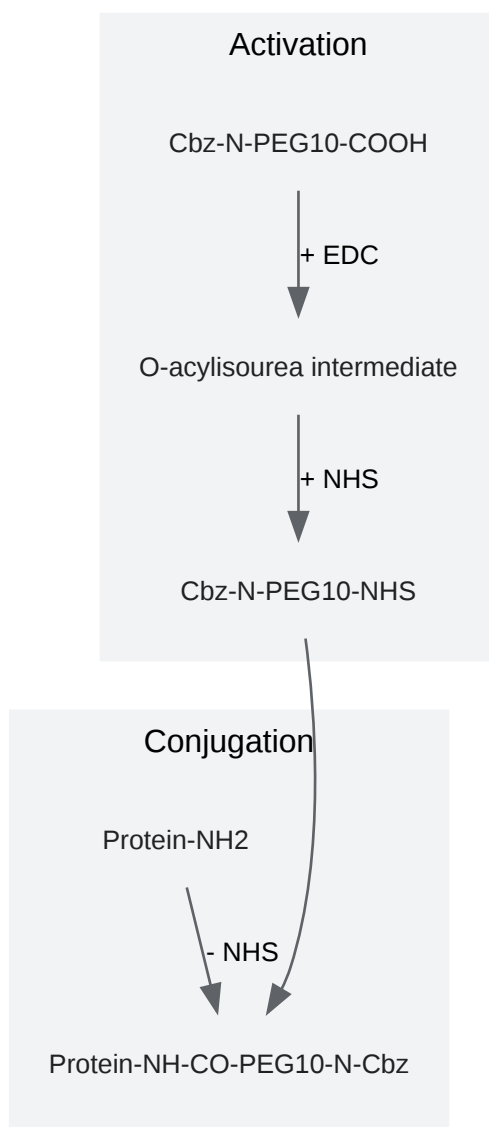 Activation
Cbz-N-PEG10-COOH
+ EDC
O-acylisourea intermediate
+ NHS
Cbz-N-PEG10-NHS
Conjugation
Protein-NH2
- NHS
Protein-NH-CO-PEG10-N-Cbz